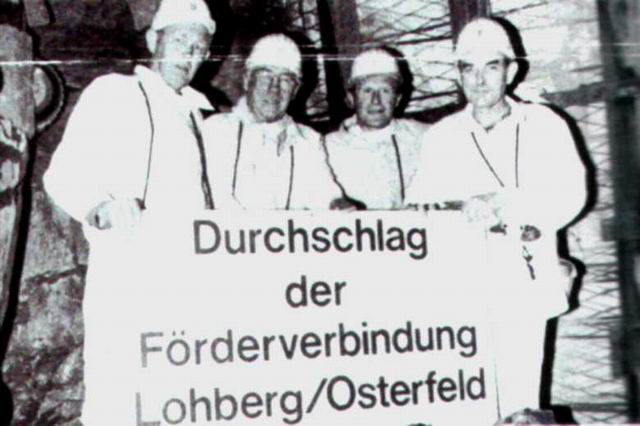 Durchschlag
der
Förderverbindung
Lohberg/Osterfeld